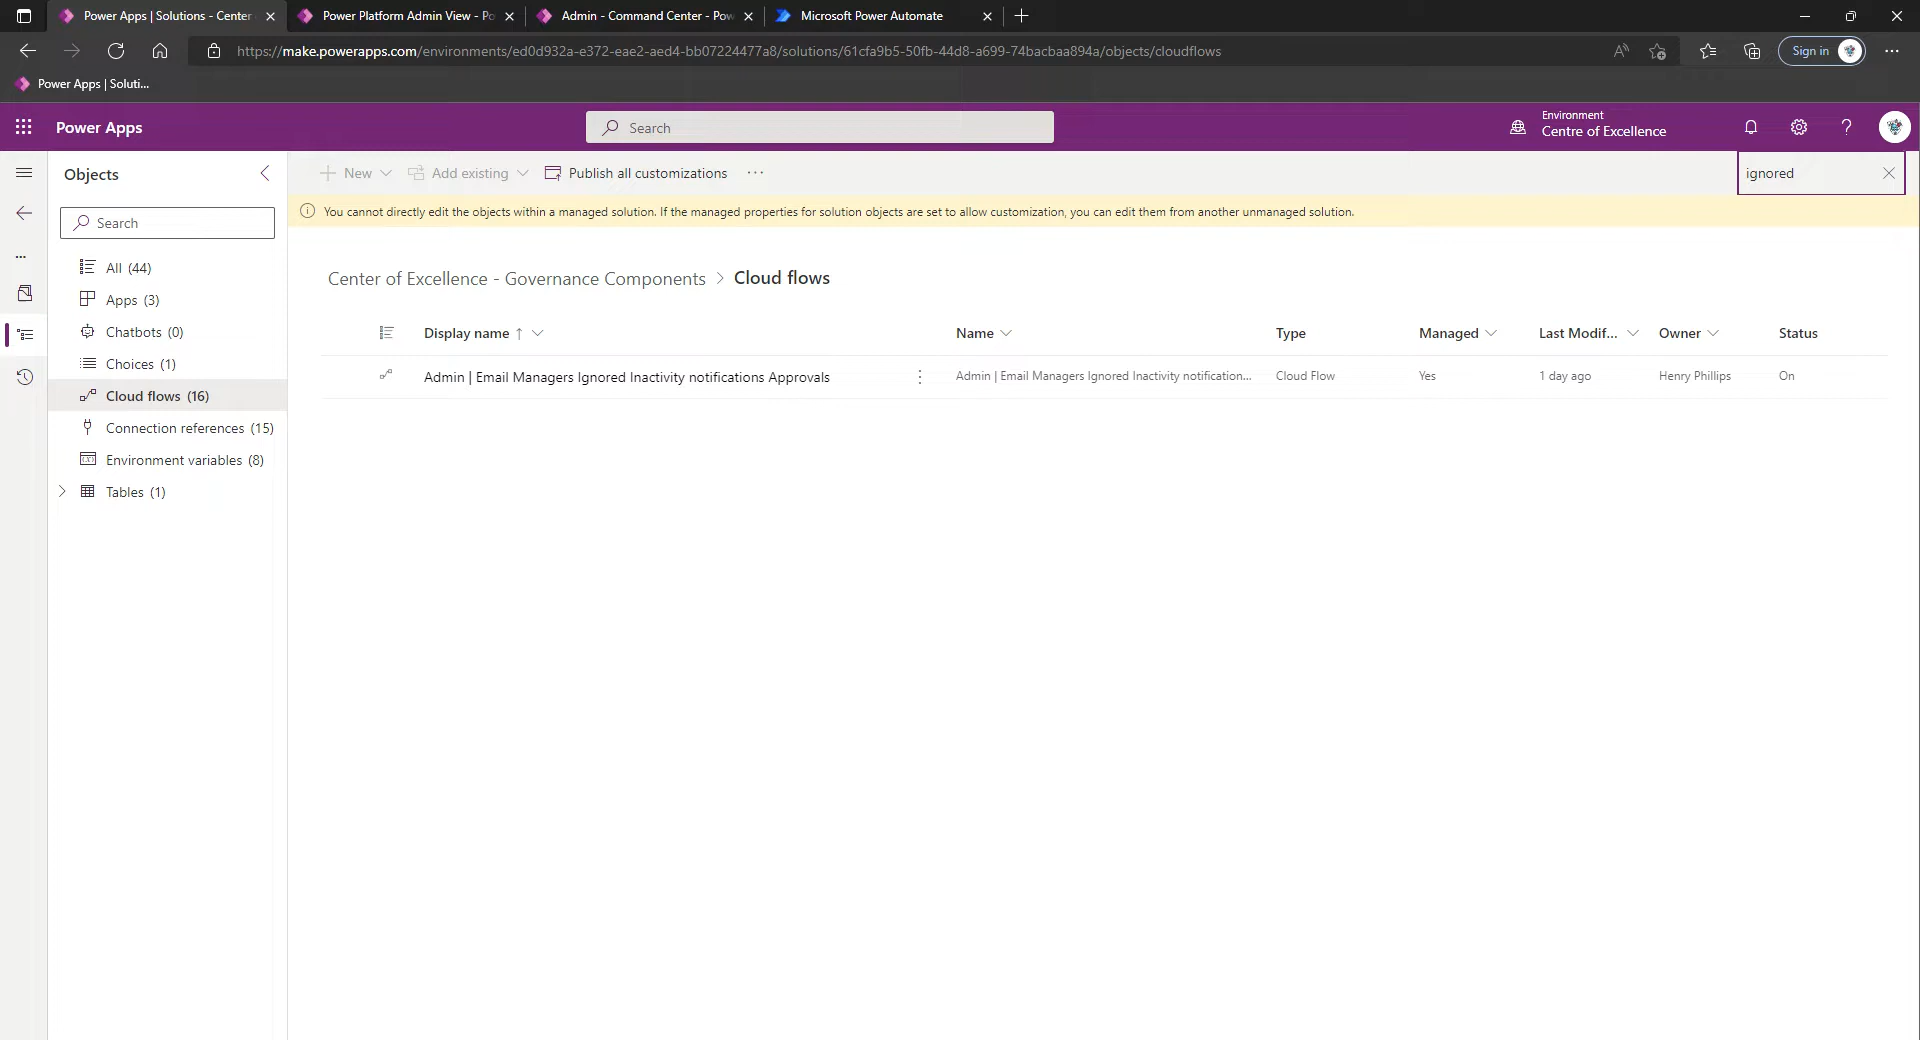 Power Apps | Solutions - Center
Power Platform Admin View - Po
Admin - Command Center - Pow
Microsoft Power Automate
https://make.powerapps.com/environments/ed0d932a-e372-eae2-aed4-bb07224477a8/solutions/61cfa9b5-50fb-44d8-a699-74bacbaa894a/objects/cloudflows
Sign in
Power Apps | Soluti...
Power Apps
Search
Environment
Centre of Excellence
Objects
New
Add existing
Publish all customizations
ignored
You cannot directly edit the objects within a managed solution. If the managed properties for solution objects are set to allow customization, you can edit them from another unmanaged solution.
Search
All (44)
Apps (3)
Chatbots (0)
Choices (1)
Cloud flows (16)
Connection references (15)
Environment variables (8)
Tables (1)
Center of Excellence - Governance Components > Cloud flows
Display name ↑ Name Type Managed Last Modif... Owner Status
Admin | Email Managers Ignored Inactivity notifications Approvals Admin | Email Managers Ignored Inactivity notification... Cloud Flow Yes 1 day ago Henry Phillips On